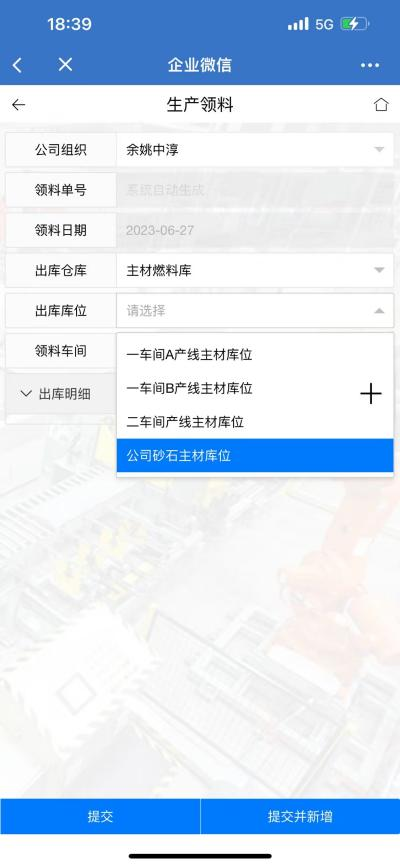 18:39
5G
企业微信
生产领料
公司组织 余姚中淳
领料单号 系统自动生成
领料日期 2023-06-27
出库仓库 主材燃料库
出库库位 请选择
领料车间
一车间A产线主材库位
一车间B产线主材库位
出库明细
二车间产线主材库位
公司砂石主材库位
提交 提交并新增